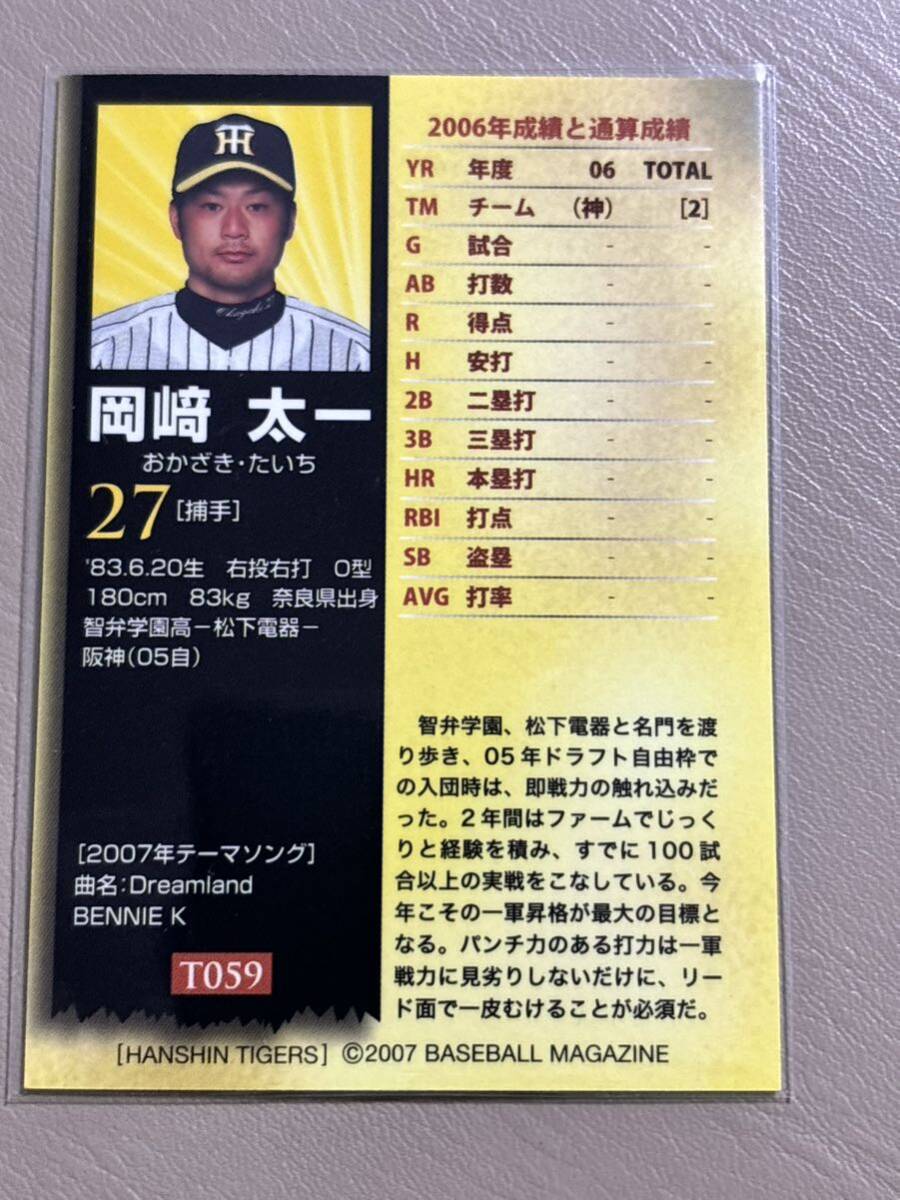 岡﨑 太一
おかざき・たいち
27 [捕手]
'83.6.20生 右投右打 O型
180cm 83kg 奈良県出身
智弁学園高－松下電器－
阪神(05自)
[2007年テーマソング]
曲名:Dreamland
BENNIE K
T059
2006年成績と通算成績
YR 年度 06 TOTAL
TM チーム (神) [2]
G 試合 - -
AB 打数 - -
R 得点 - -
H 安打 - -
2B 二塁打 - -
3B 三塁打 - -
HR 本塁打 - -
RBI 打点 - -
SB 盗塁 - -
AVG 打率 - -
智弁学園、松下電器と名門を渡
り歩き、05年ドラフト自由枠で
の入団時は、即戦力の触れ込みだ
った。2年間はファームでじっく
りと経験を積み、すでに100試
合以上の実戦をこなしている。今
年こその一軍昇格が最大の目標と
なる。パンチ力のある打力は一軍
戦力に見劣りしないだけに、リー
ド面で一皮むけることが必須だ。
[HANSHIN TIGERS] ©2007 BASEBALL MAGAZINE